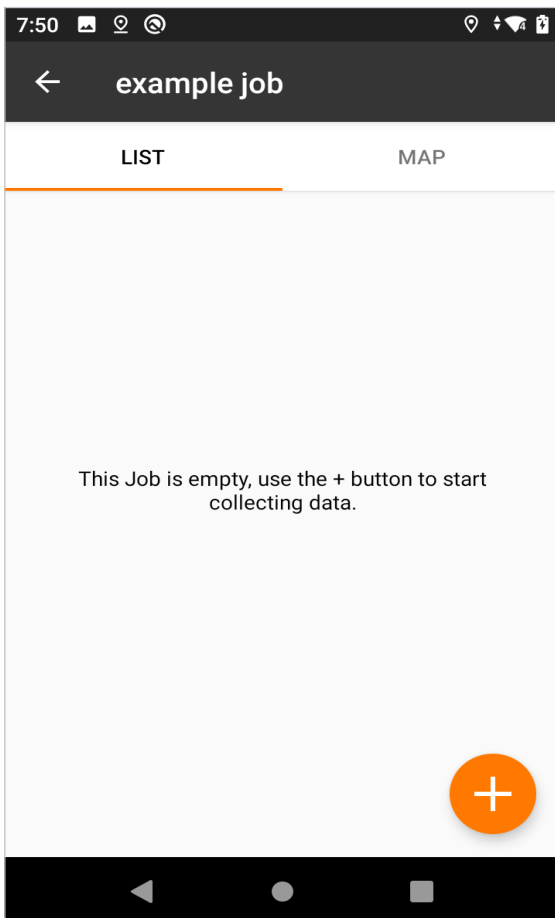 7:50
example job
LIST
MAP
This Job is empty, use the + button to start
collecting data.